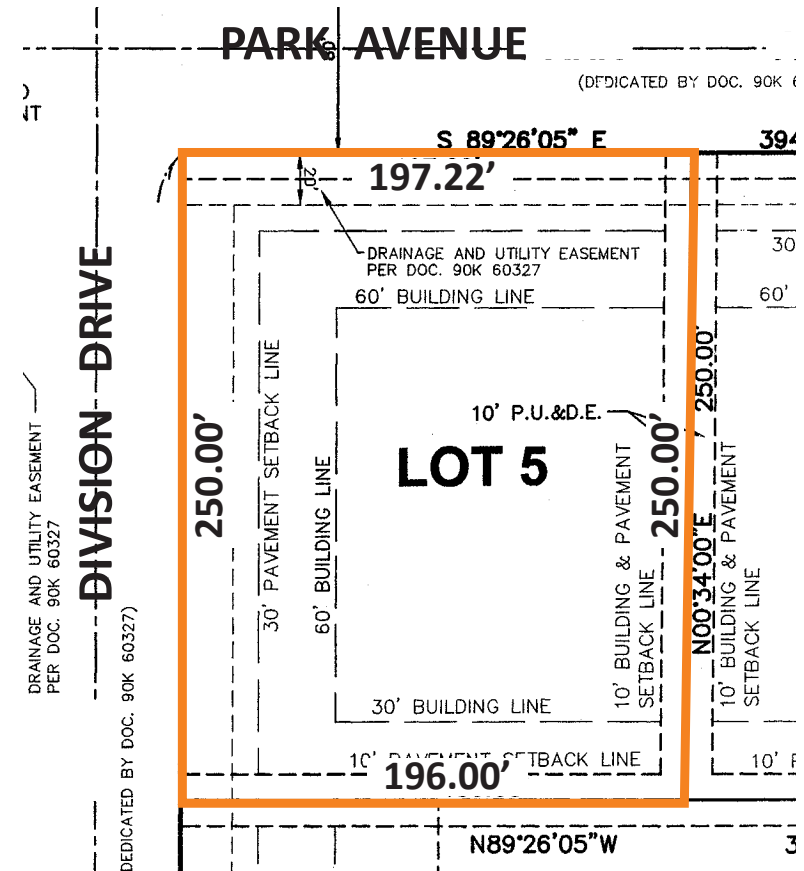 PARK AVENUE
(DEDICATED BY DOC. 90K 6
NT
S 89°26'05" E
394
197.22'
20'
DRAINAGE AND UTILITY EASEMENT
PER DOC. 90K 60327
30
60' BUILDING LINE
60'
DIVISION DRIVE
DRAINAGE AND UTILITY EASEMENT
PER DOC. 90K 60327
DEDICATED BY DOC. 90K 60327)
250.00'
30' PAVEMENT SETBACK LINE
60' BUILDING LINE
10' P.U.&D.E.
LOT 5
10' BUILDING & PAVEMENT
SETBACK LINE
250.00'
N00°34'00"E 250.00'
10' BUILDING & PAVEMENT
SETBACK LINE
30' BUILDING LINE
10' PAVEMENT SETBACK LINE
10' P
196.00'
N89°26'05"W
3